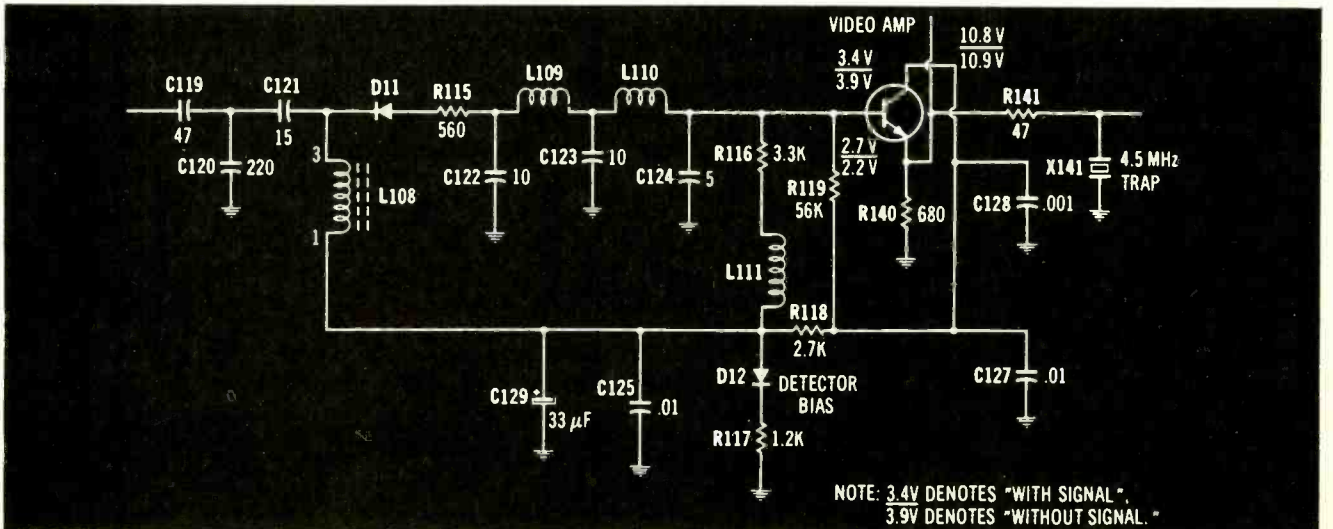 VIDEO AMP
10.8 V
10.9 V
3.4 V
3.9 V
C119
47
C121
15
D11
R115
560
L109
L110
R141
47
C120
220
3
L108
1
C122
10
C123
10
C124
5
R116
3.3K
R119
56K
2.7 V
2.2 V
R140
680
C128
.001
X141
4.5 MHz
TRAP
L111
R118
2.7K
C129
+
33 µF
C125
.01
D12
DETECTOR
BIAS
R117
1.2K
C127
.01
NOTE: 3.4V DENOTES "WITH SIGNAL",
3.9V DENOTES "WITHOUT SIGNAL."